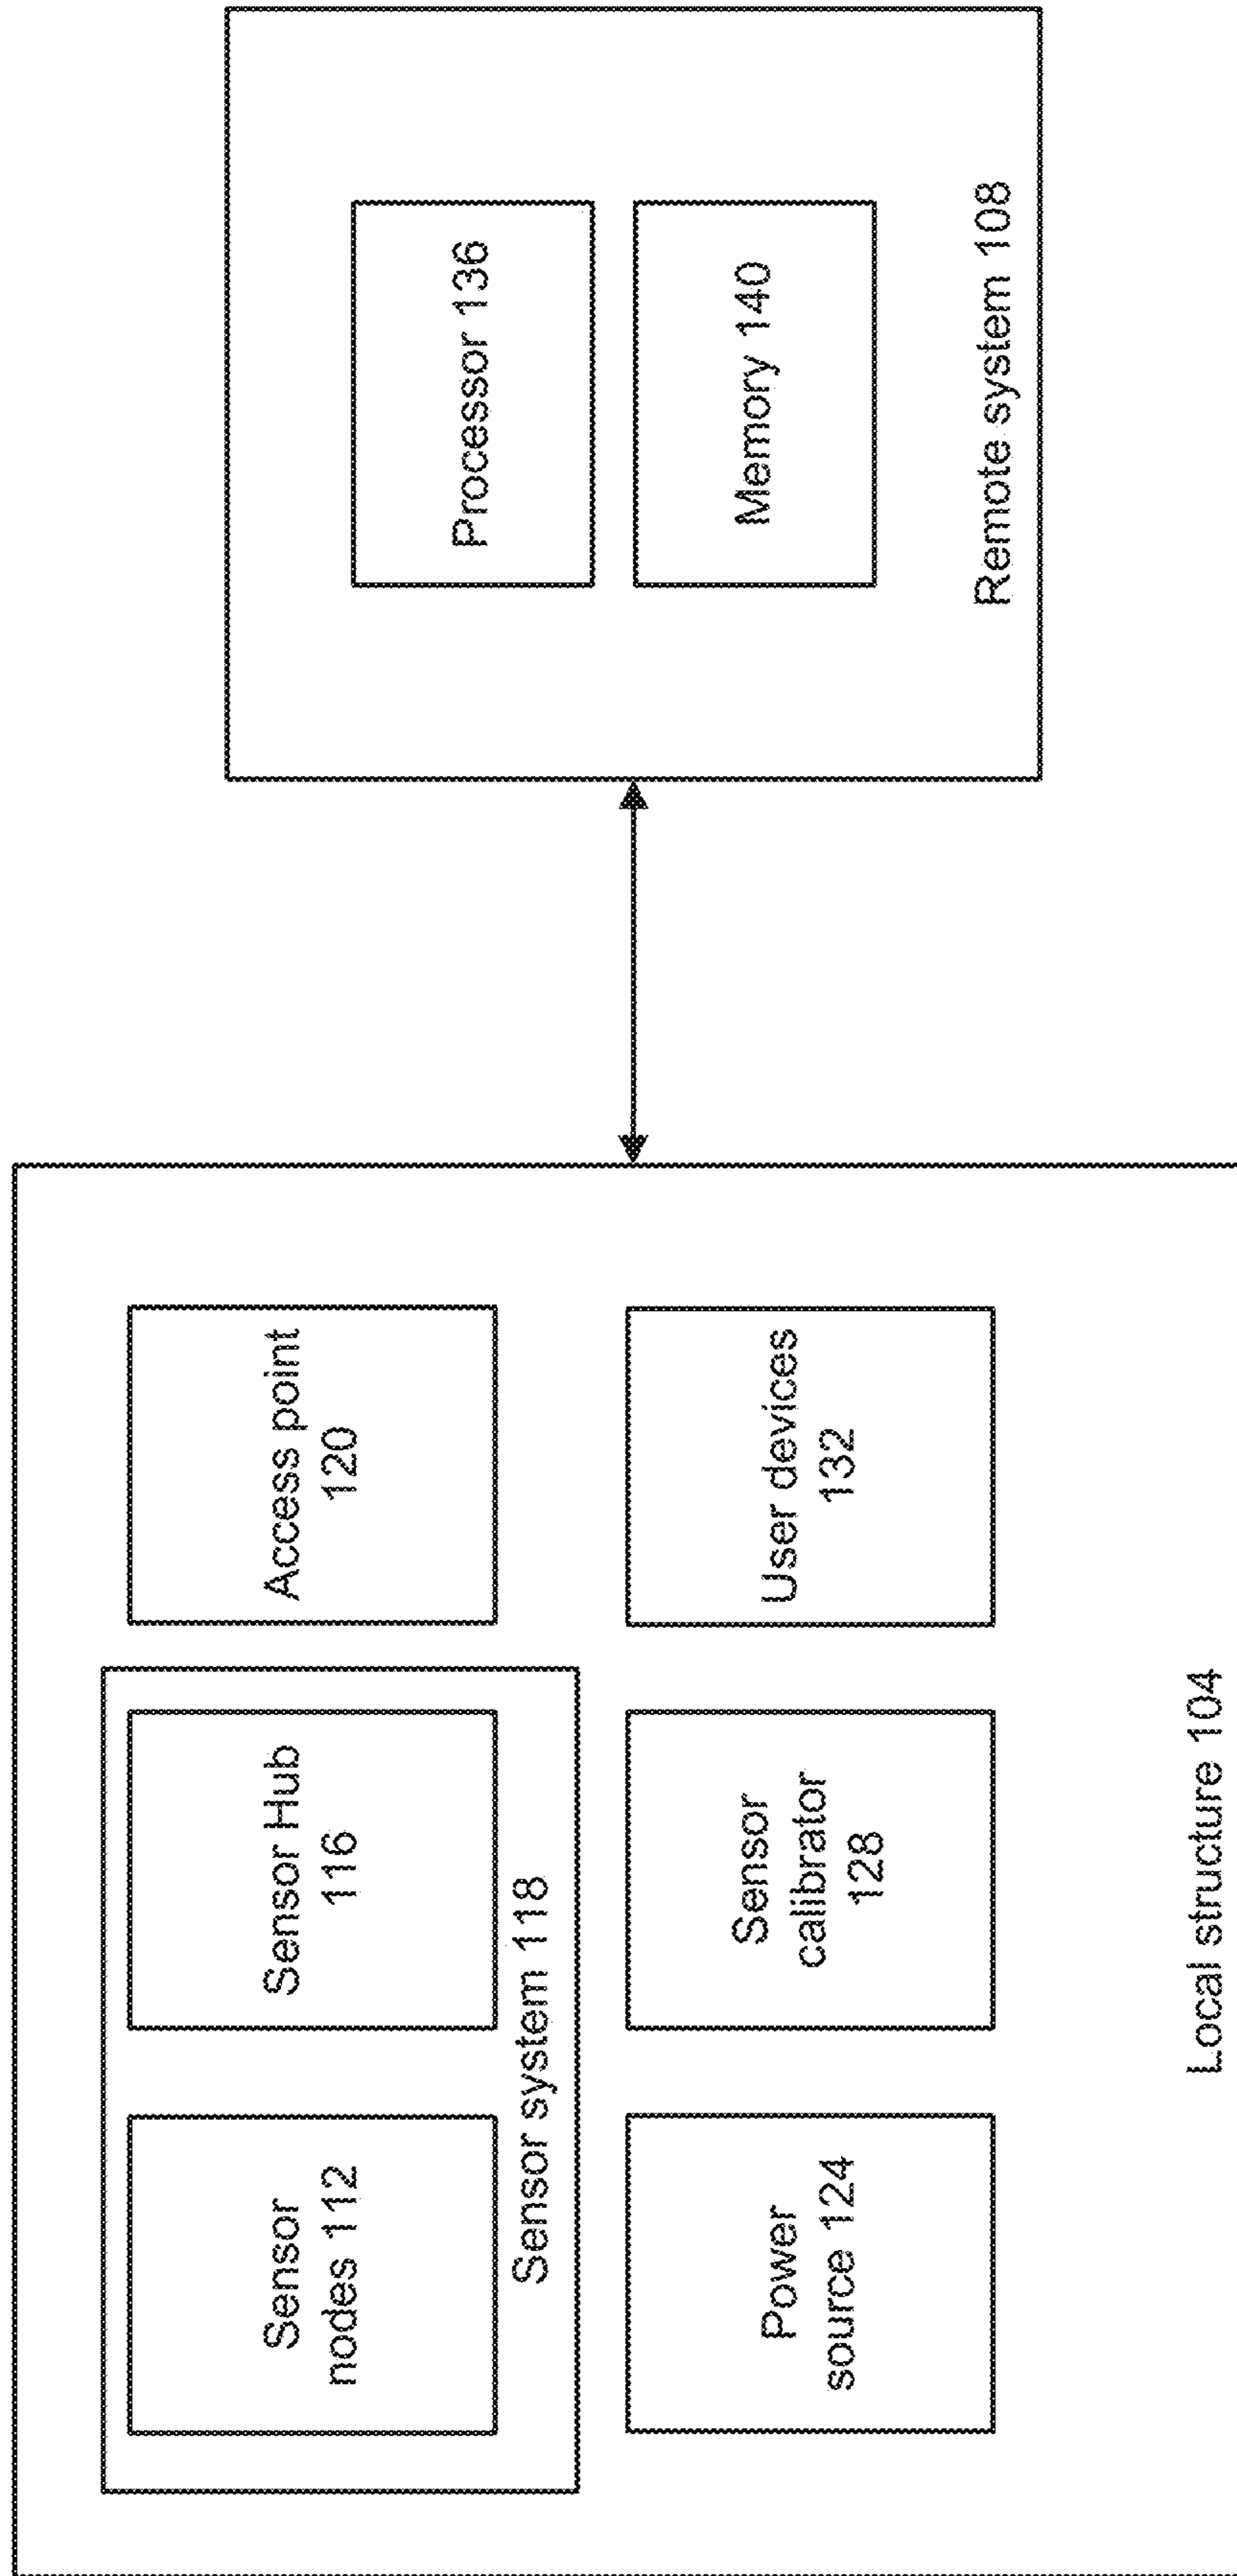 Sensor
nodes 112
Sensor Hub
116
Sensor system 118
Access point
120
Power
source 124
Sensor
calibrator
128
User devices
132
Local structure 104
Processor 136
Memory 140
Remote system 108